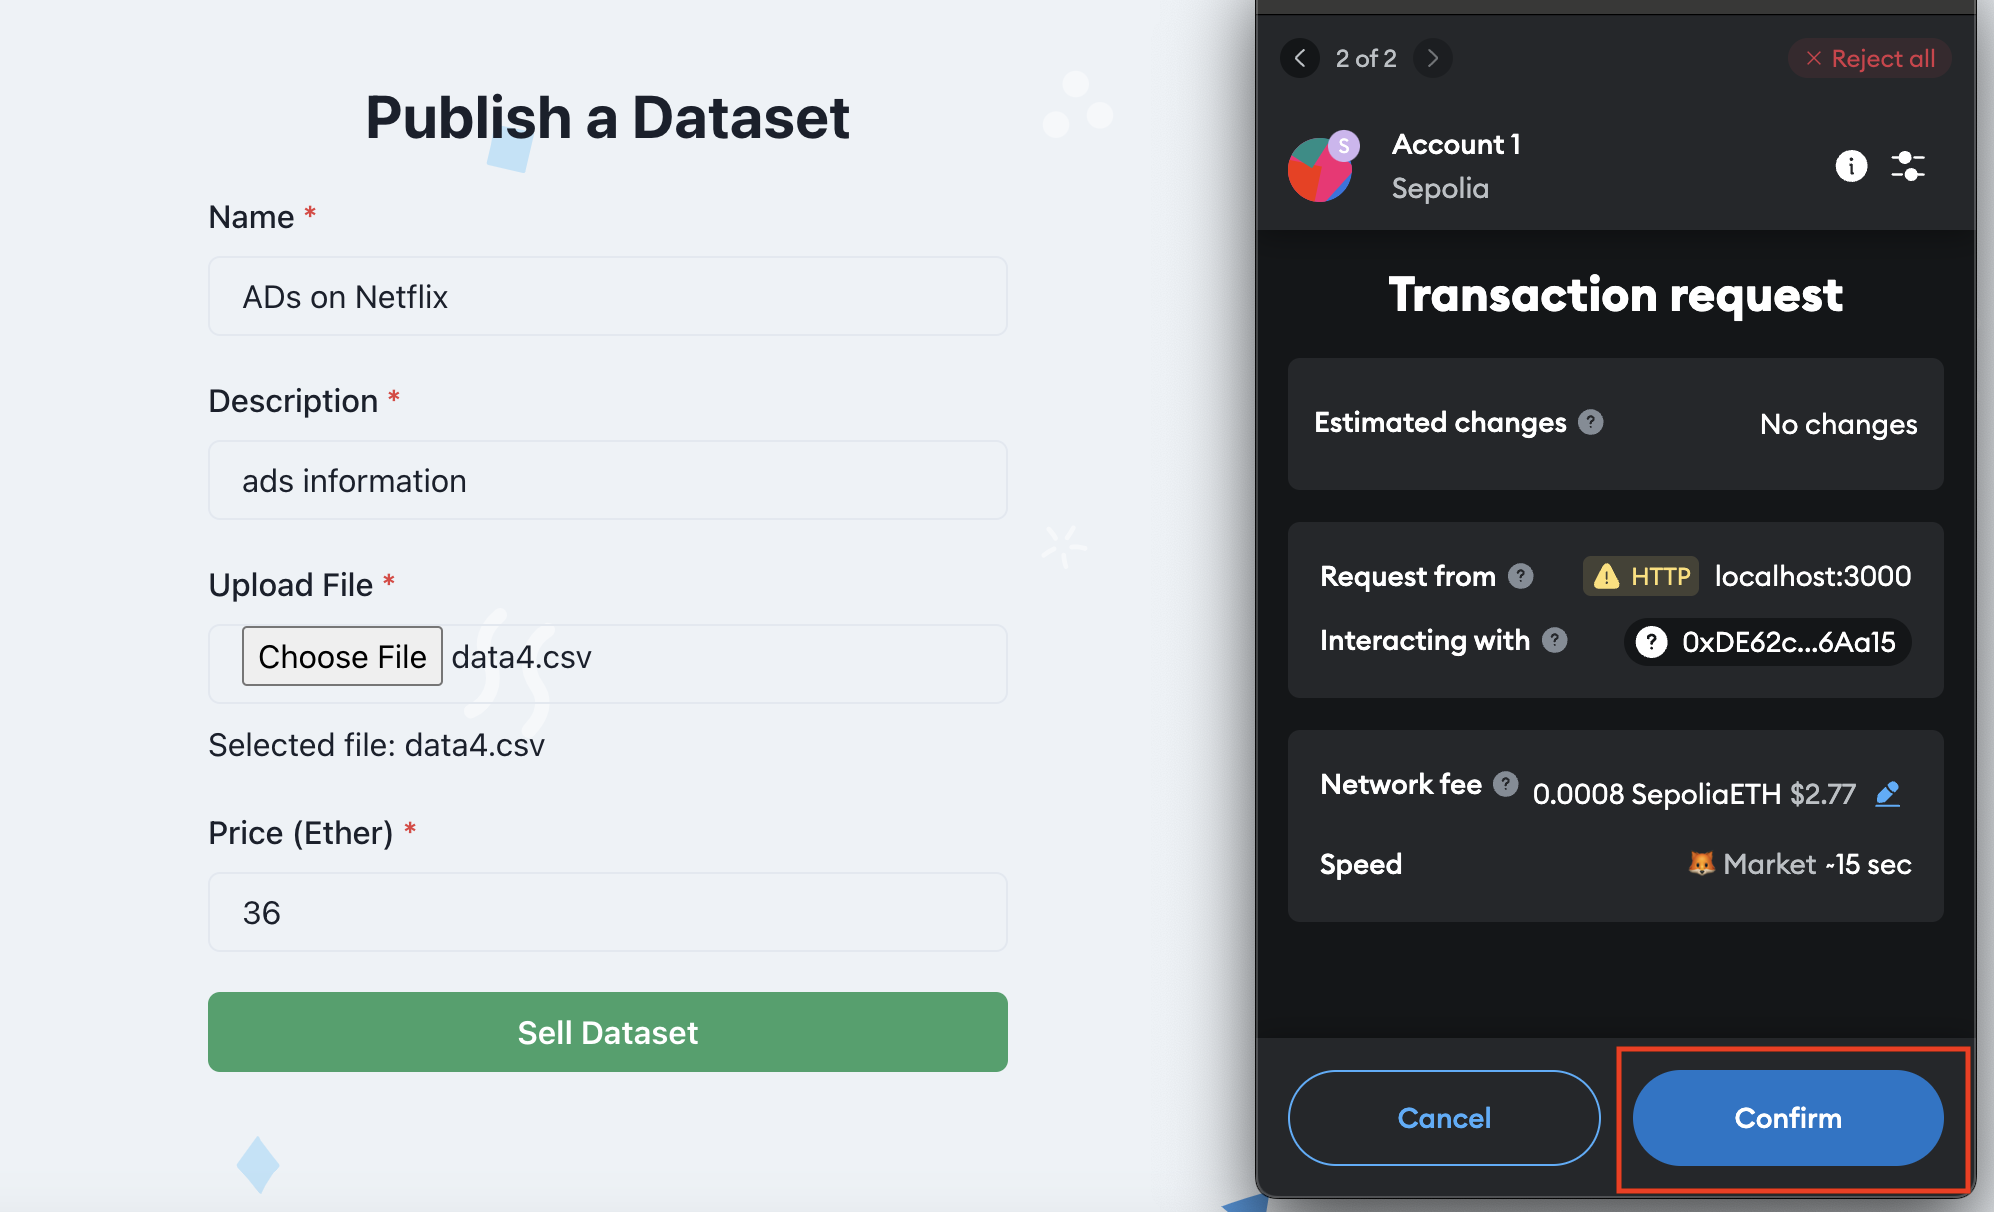 Publish a Dataset
Name *
ADs on Netflix
Description *
ads information
Upload File *
Choose File data4.csv
Selected file: data4.csv
Price (Ether) *
36
Sell Dataset
2 of 2
Reject all
S
Account 1
Sepolia
Transaction request
Estimated changes ? No changes
Request from ? HTTP localhost:3000
Interacting with ? ? 0xDE62c...6Aa15
Network fee ? 0.0008 SepoliaETH $2.77
Speed Market ~15 sec
Cancel
Confirm